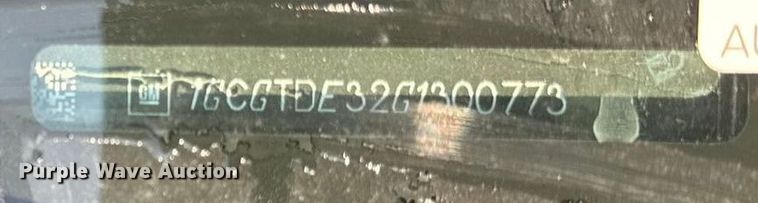 GM 1GCGTDE32G1300773
AU
Purple Wave Auction